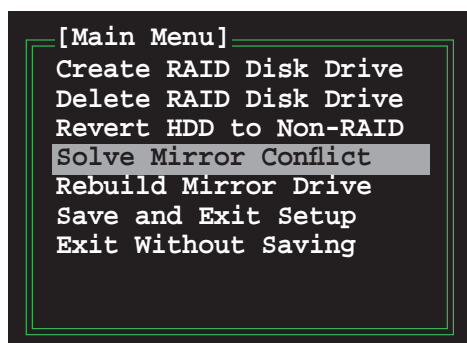 [Main Menu]
Create RAID Disk Drive
Delete RAID Disk Drive
Revert HDD to Non-RAID
Solve Mirror Conflict
Rebuild Mirror Drive
Save and Exit Setup
Exit Without Saving